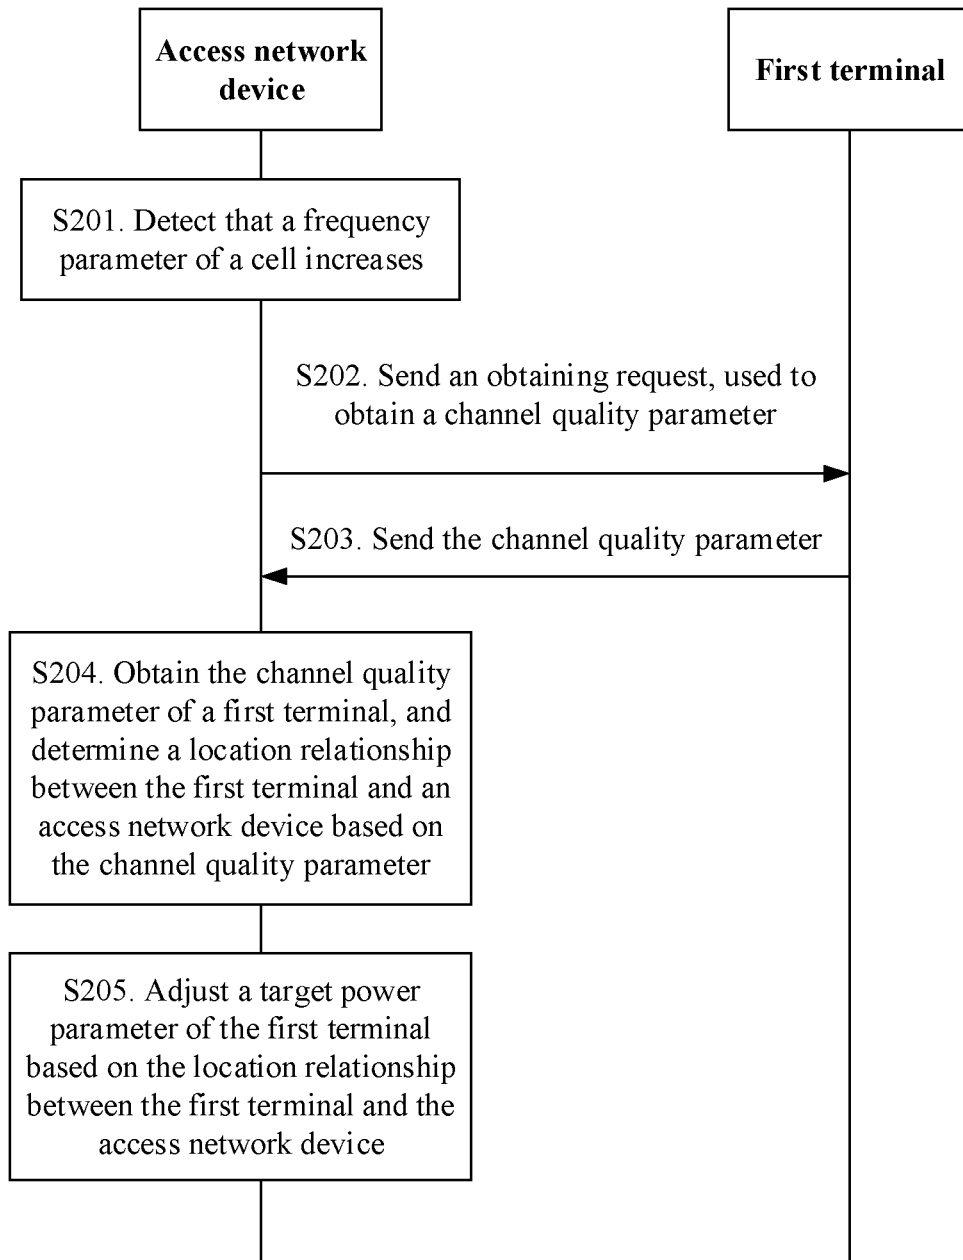 Access network
device
First terminal
S201. Detect that a frequency
parameter of a cell increases
S202. Send an obtaining request, used to
obtain a channel quality parameter
S203. Send the channel quality parameter
S204. Obtain the channel quality
parameter of a first terminal, and
determine a location relationship
between the first terminal and an
access network device based on
the channel quality parameter
S205. Adjust a target power
parameter of the first terminal
based on the location relationship
between the first terminal and the
access network device